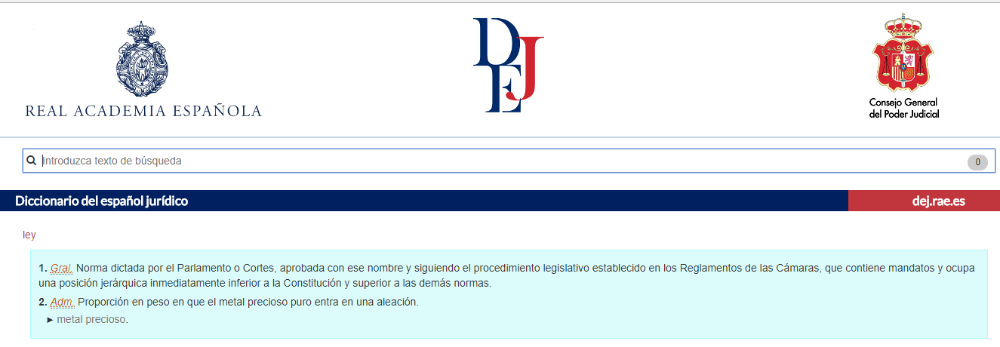 REAL ACADEMIA ESPAÑOLA
DEJ
Consejo General
del Poder Judicial
Introduzca texto de búsqueda
0
Diccionario del español jurídico
dej.rae.es
ley
1. Gral. Norma dictada por el Parlamento o Cortes, aprobada con ese nombre y siguiendo el procedimiento legislativo establecido en los Reglamentos de las Cámaras, que contiene mandatos y ocupa
una posición jerárquica inmediatamente inferior a la Constitución y superior a las demás normas.
2. Adm. Proporción en peso en que el metal precioso puro entra en una aleación.
► metal precioso.